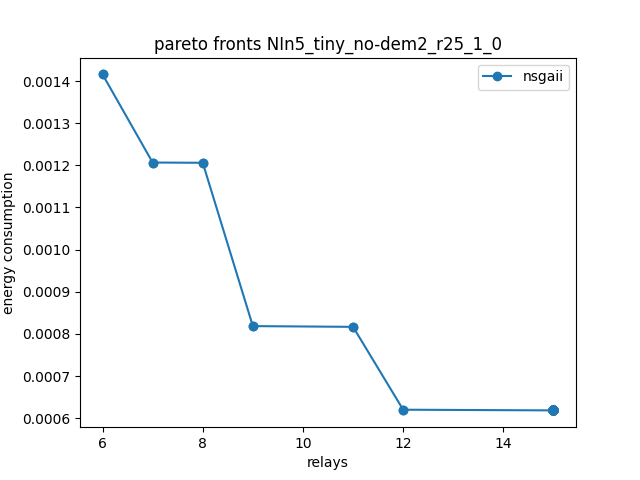 pareto fronts NIn5_tiny_no-dem2_r25_1_0
nsgaii
0.0014
0.0013
0.0012
0.0011
0.0010
0.0009
0.0008
0.0007
0.0006
energy consumption
6 8 10 12 14
relays